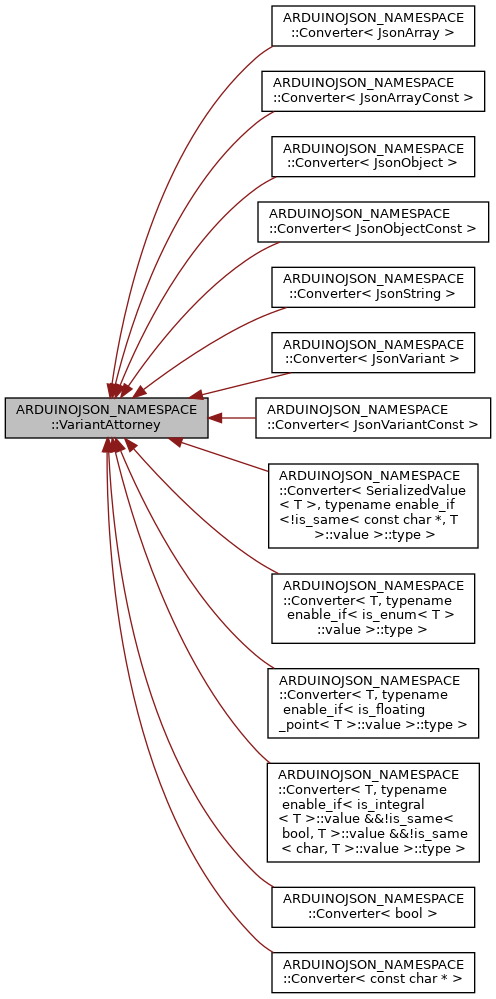 ARDUINOJSON_NAMESPACE
::Converter< JsonArray >
ARDUINOJSON_NAMESPACE
::Converter< JsonArrayConst >
ARDUINOJSON_NAMESPACE
::Converter< JsonObject >
ARDUINOJSON_NAMESPACE
::Converter< JsonObjectConst >
ARDUINOJSON_NAMESPACE
::Converter< JsonString >
ARDUINOJSON_NAMESPACE
::Converter< JsonVariant >
ARDUINOJSON_NAMESPACE
::VariantAttorney
ARDUINOJSON_NAMESPACE
::Converter< JsonVariantConst >
ARDUINOJSON_NAMESPACE
::Converter< SerializedValue
< T >, typename enable_if
<!is_same< const char *, T
>::value >::type >
ARDUINOJSON_NAMESPACE
::Converter< T, typename
enable_if< is_enum< T >
::value >::type >
ARDUINOJSON_NAMESPACE
::Converter< T, typename
enable_if< is_floating
_point< T >::value >::type >
ARDUINOJSON_NAMESPACE
::Converter< T, typename
enable_if< is_integral
< T >::value &&!is_same<
bool, T >::value &&!is_same
< char, T >::value >::type >
ARDUINOJSON_NAMESPACE
::Converter< bool >
ARDUINOJSON_NAMESPACE
::Converter< const char * >